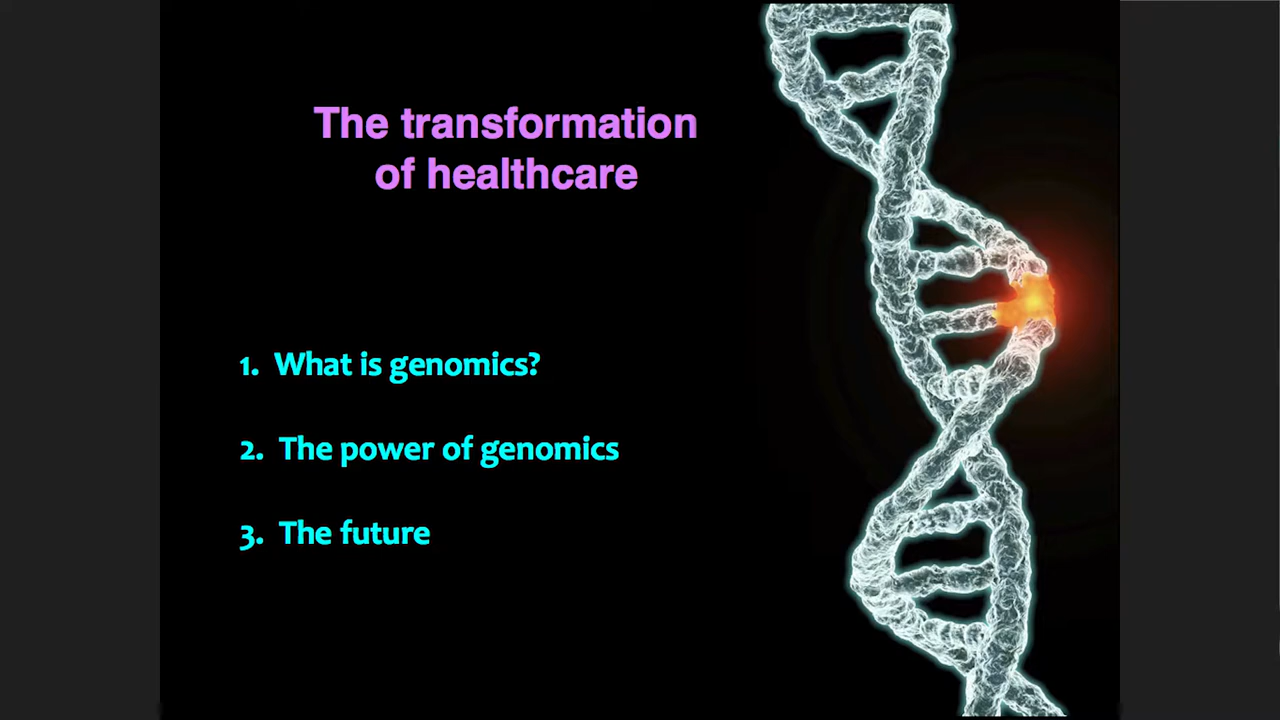 The transformation
of healthcare
1. What is genomics?
2. The power of genomics
3. The future